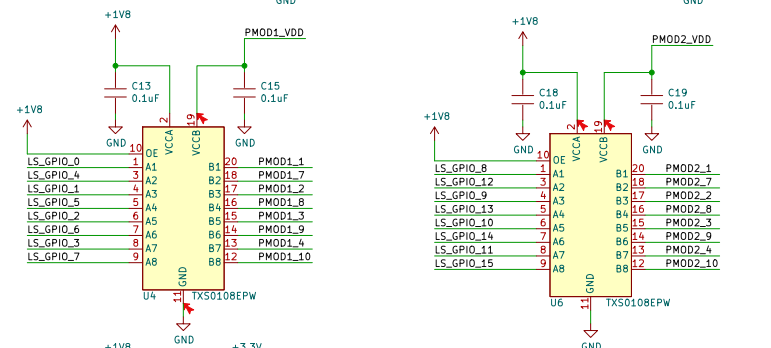 GND
GND
+1V8
PMOD1_VDD
C13
0.1uF
C15
0.1uF
+1V8
GND
GND
2
19
VCCA
VCCB
10
OE
LS_GPIO_0 1 A1 B1 20 PMOD1_1
LS_GPIO_4 3 A2 B2 18 PMOD1_7
LS_GPIO_1 4 A3 B3 17 PMOD1_2
LS_GPIO_5 5 A4 B4 16 PMOD1_8
LS_GPIO_2 6 A5 B5 15 PMOD1_3
LS_GPIO_6 7 A6 B6 14 PMOD1_9
LS_GPIO_3 8 A7 B7 13 PMOD1_4
LS_GPIO_7 9 A8 B8 12 PMOD1_10
GND
11
U4
TXS0108EPW
GND
+1V8
+3.3V
+1V8
PMOD2_VDD
C18
0.1uF
C19
0.1uF
+1V8
GND
GND
2
19
VCCA
VCCB
10
OE
LS_GPIO_8 1 A1 B1 20 PMOD2_1
LS_GPIO_12 3 A2 B2 18 PMOD2_7
LS_GPIO_9 4 A3 B3 17 PMOD2_2
LS_GPIO_13 5 A4 B4 16 PMOD2_8
LS_GPIO_10 6 A5 B5 15 PMOD2_3
LS_GPIO_14 7 A6 B6 14 PMOD2_9
LS_GPIO_11 8 A7 B7 13 PMOD2_4
LS_GPIO_15 9 A8 B8 12 PMOD2_10
GND
11
U6
TXS0108EPW
GND